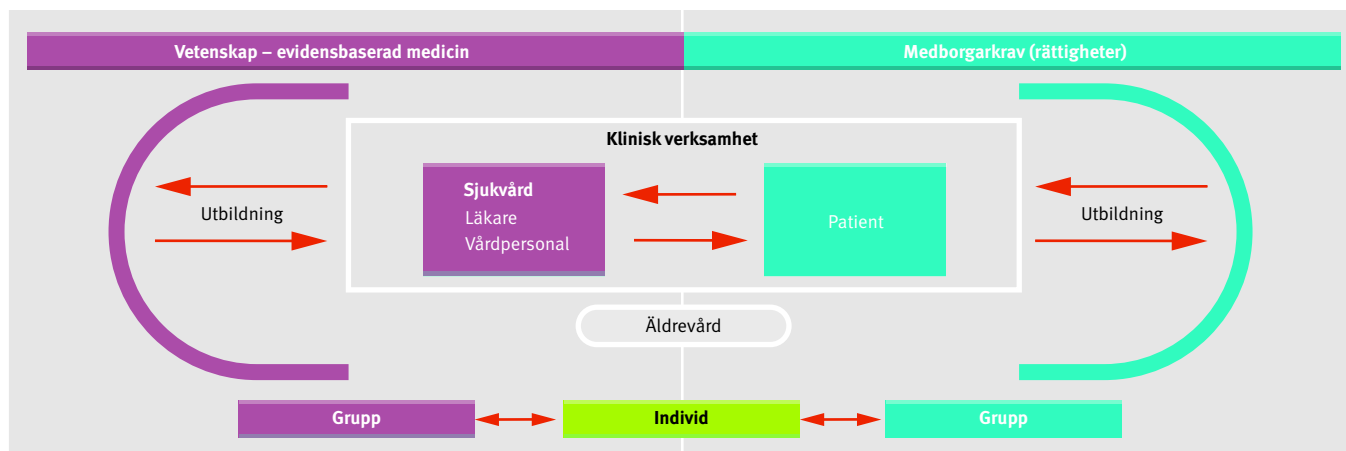 Vetenskap – evidensbaserad medicin
Medborgarkrav (rättigheter)
Klinisk verksamhet
Sjukvård
Läkare
Vårdpersonal
Patient
Utbildning
Utbildning
Äldrevård
Grupp
Individ
Grupp